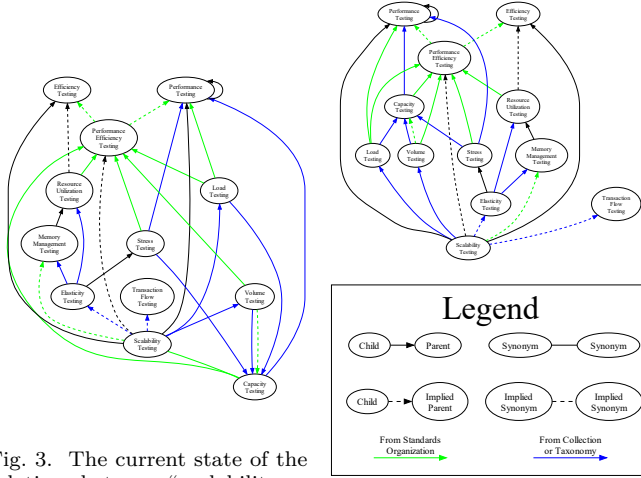 Efficiency
Testing
Performance
Testing
Performance
Efficiency
Testing
Resource
Utilization
Testing
Load
Testing
Memory
Management
Testing
Stress
Testing
Elasticity
Testing
Transaction
Flow
Testing
Volume
Testing
Scalability
Testing
Capacity
Testing
Fig. 3. The current state of the
Performance
Testing
Efficiency
Testing
Performance
Efficiency
Testing
Capacity
Testing
Resource
Utilization
Testing
Load
Testing
Volume
Testing
Stress
Testing
Memory
Management
Testing
Elasticity
Testing
Transaction
Flow
Testing
Scalability
Testing
Legend
Child Parent Synonym Synonym
Child Implied Parent Implied Synonym Implied Synonym
From Standards
Organization
From Collection
or Taxonomy